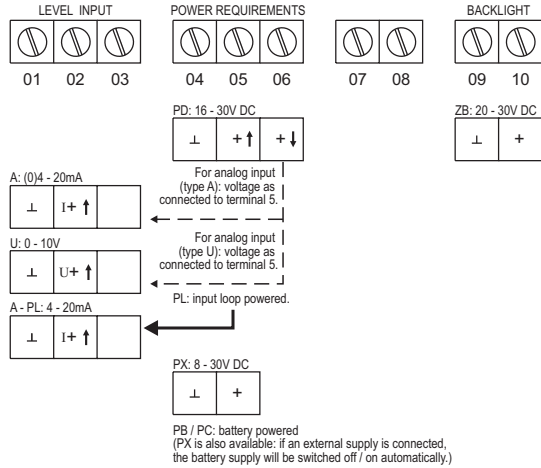 LEVEL INPUT
POWER REQUIREMENTS
BACKLIGHT
01 02 03 04 05 06 07 08 09 10
PD: 16 - 30V DC
ZB: 20 - 30V DC
⊥ +↑ +↓
⊥ +
For analog input
(type A): voltage as
connected to terminal 5.
A: (0)4 - 20mA
⊥ I+ ↑
For analog input
(type U): voltage as
connected to terminal 5.
U: 0 - 10V
⊥ U+ ↑
PL: input loop powered.
A - PL: 4 - 20mA
⊥ I+ ↑
PX: 8 - 30V DC
⊥ +
PB / PC: battery powered
(PX is also available: if an external supply is connected,
the battery supply will be switched off / on automatically.)